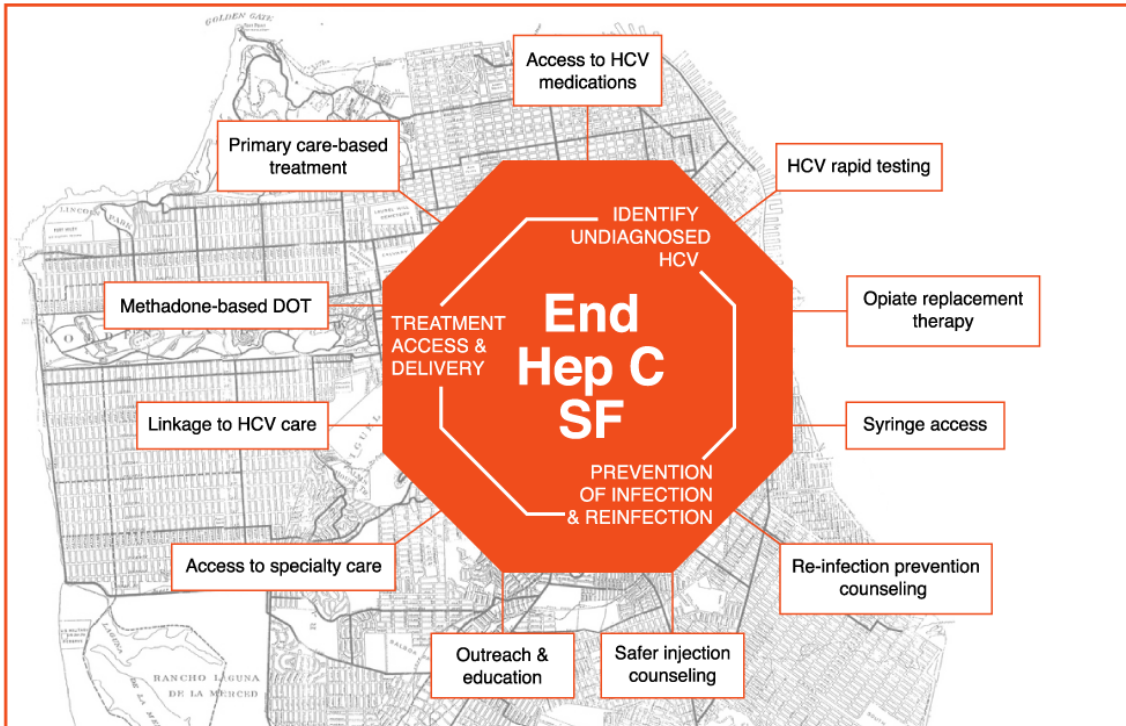 GOLDEN GATE
Access to HCV
medications
Primary care-based
treatment
HCV rapid testing
LINCOLN PARK
IDENTIFY
UNDIAGNOSED
HCV
Methadone-based DOT
Opiate replacement
therapy
TREATMENT
ACCESS &
DELIVERY
End
Hep C
SF
Linkage to HCV care
Syringe access
PREVENTION
OF INFECTION
& REINFECTION
Access to specialty care
Re-infection prevention
counseling
Outreach &
education
Safer injection
counseling
RANCHO LAGUNA
DE LA MERCED